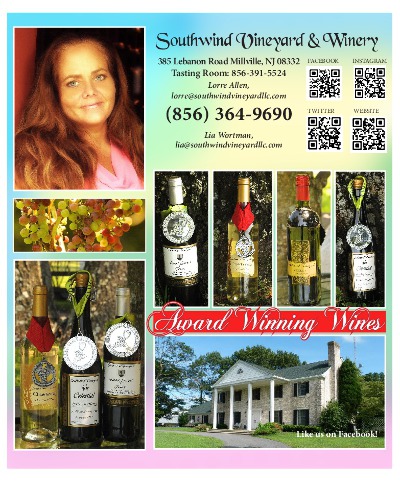 Southwind Vineyard & Winery
385 Lebanon Road Millville, NJ 08332
Tasting Room: 856-391-5524
Lorre Allen,
lorre@southwindvineyardllc.com
(856) 364-9690
Lia Wortman,
lia@southwindvineyardllc.com
FACEBOOK INSTAGRAM
TWITTER WEBSITE
Award Winning Wines
Like us on Facebook!